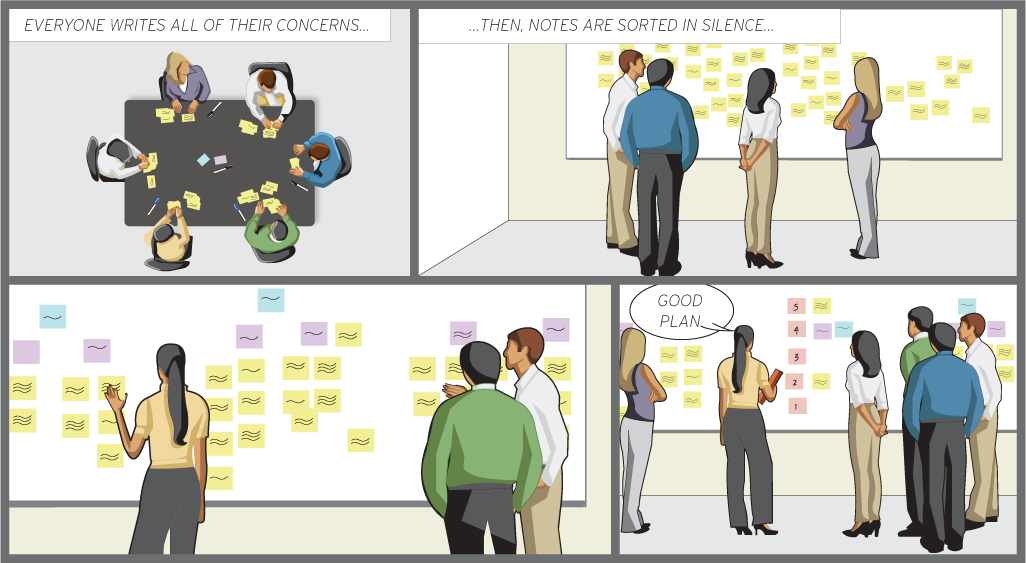 EVERYONE WRITES ALL OF THEIR CONCERNS...
...THEN, NOTES ARE SORTED IN SILENCE...
GOOD
PLAN
5
4
3
2
1